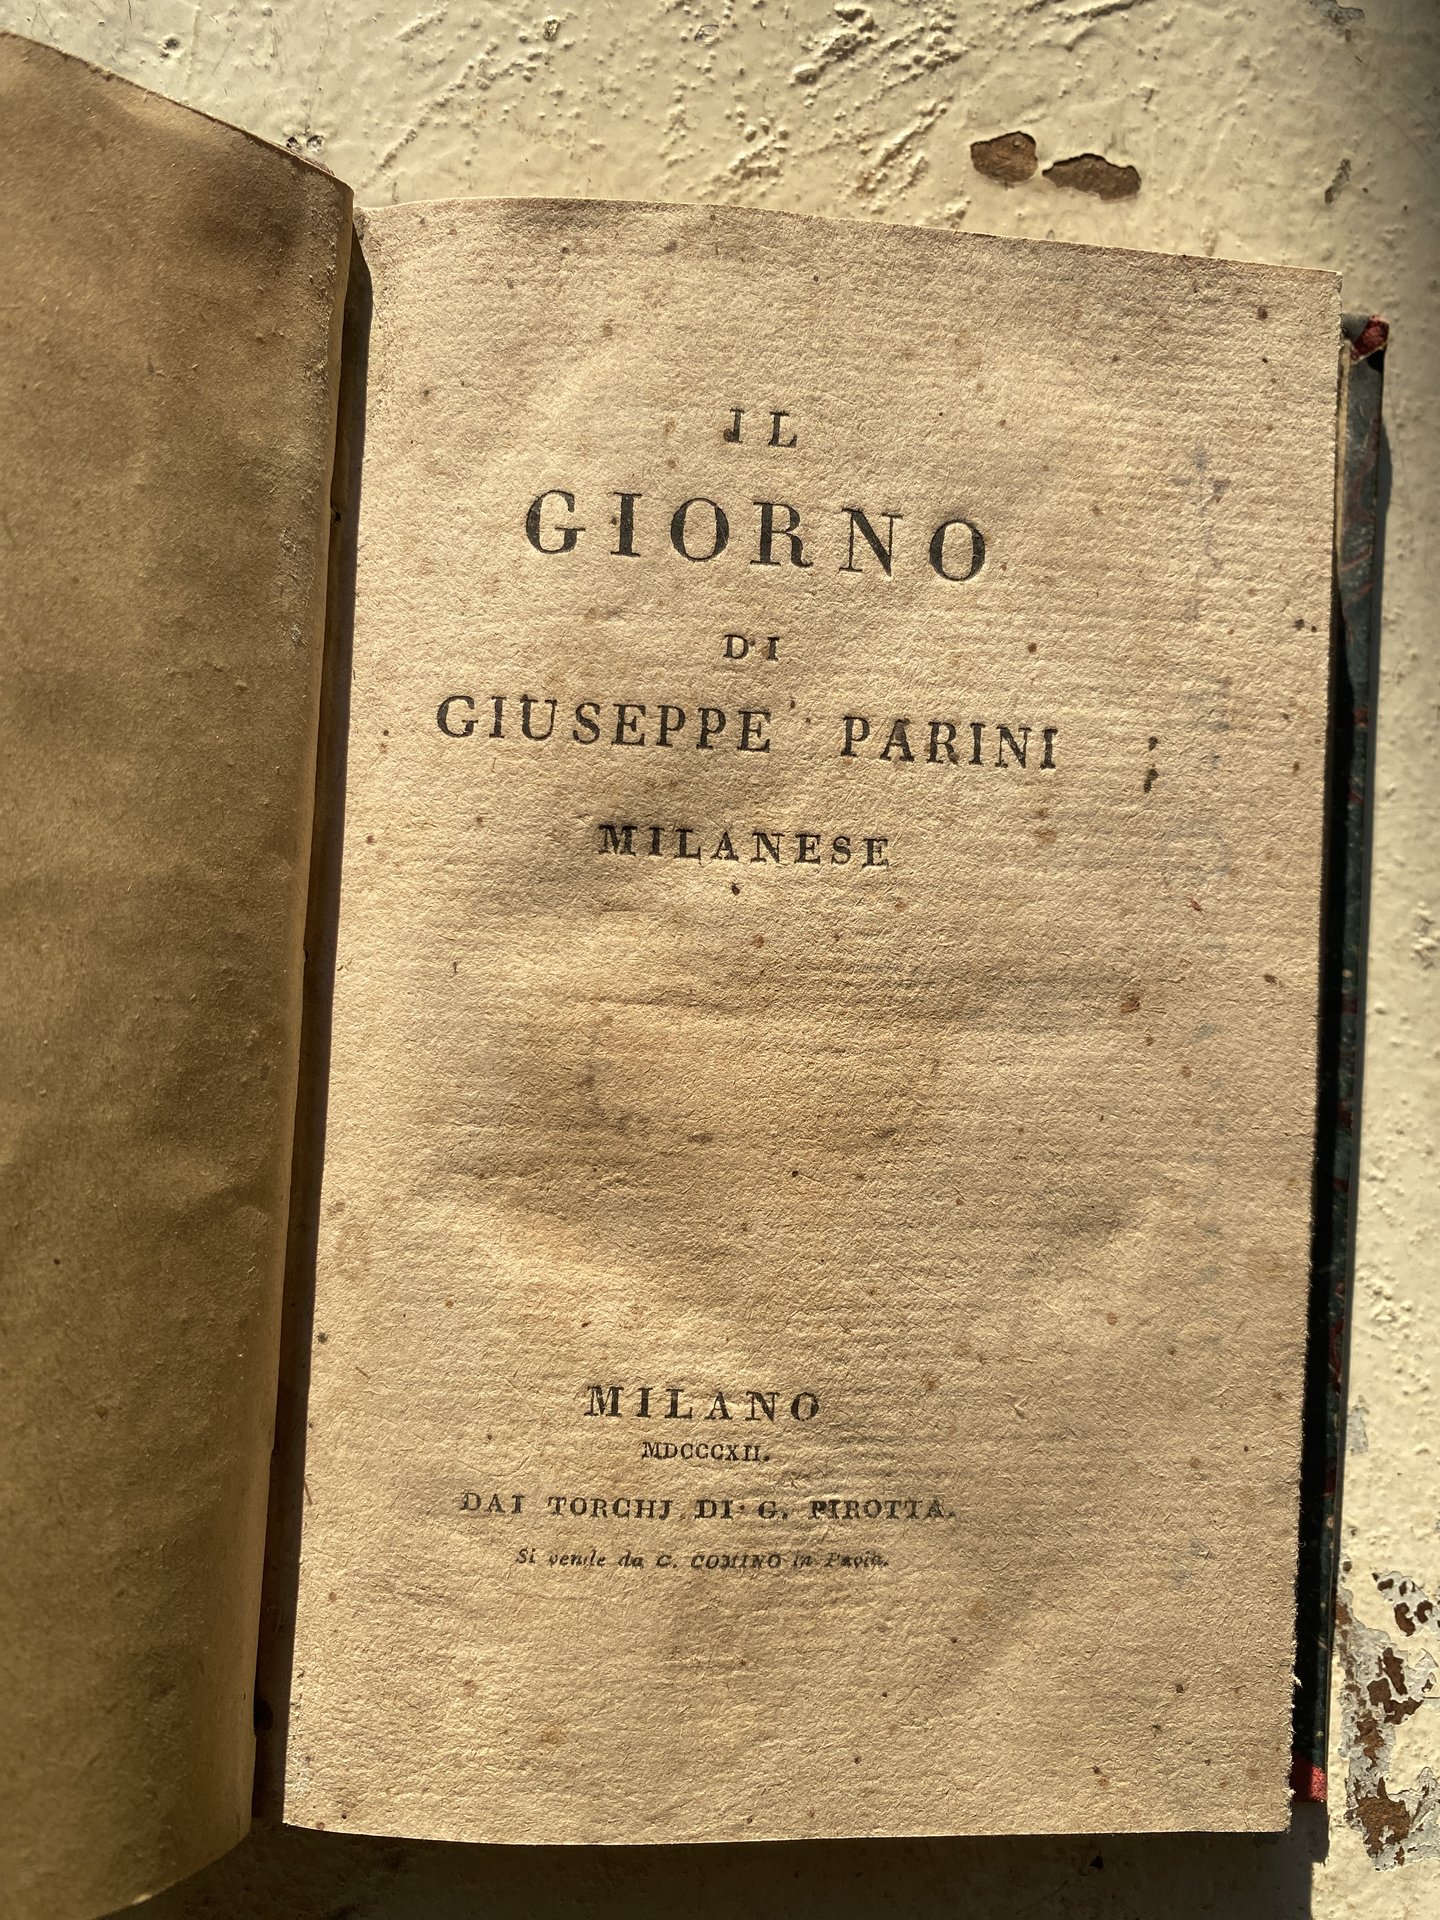 IL
GIORNO
DI
GIUSEPPE PARINI
MILANESE
MILANO
MDCCCXII.
DAI TORCHJ DI G. PIROTTA.
Si vende da C. COMINO in Pavia.